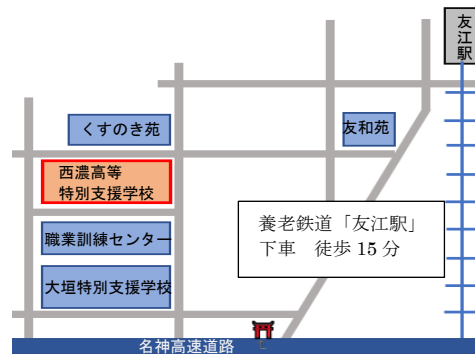 友江駅
くすのき苑
友和苑
西濃高等
特別支援学校
養老鉄道「友江駅」
下車　徒歩 15 分
職業訓練センター
大垣特別支援学校
名神高速道路